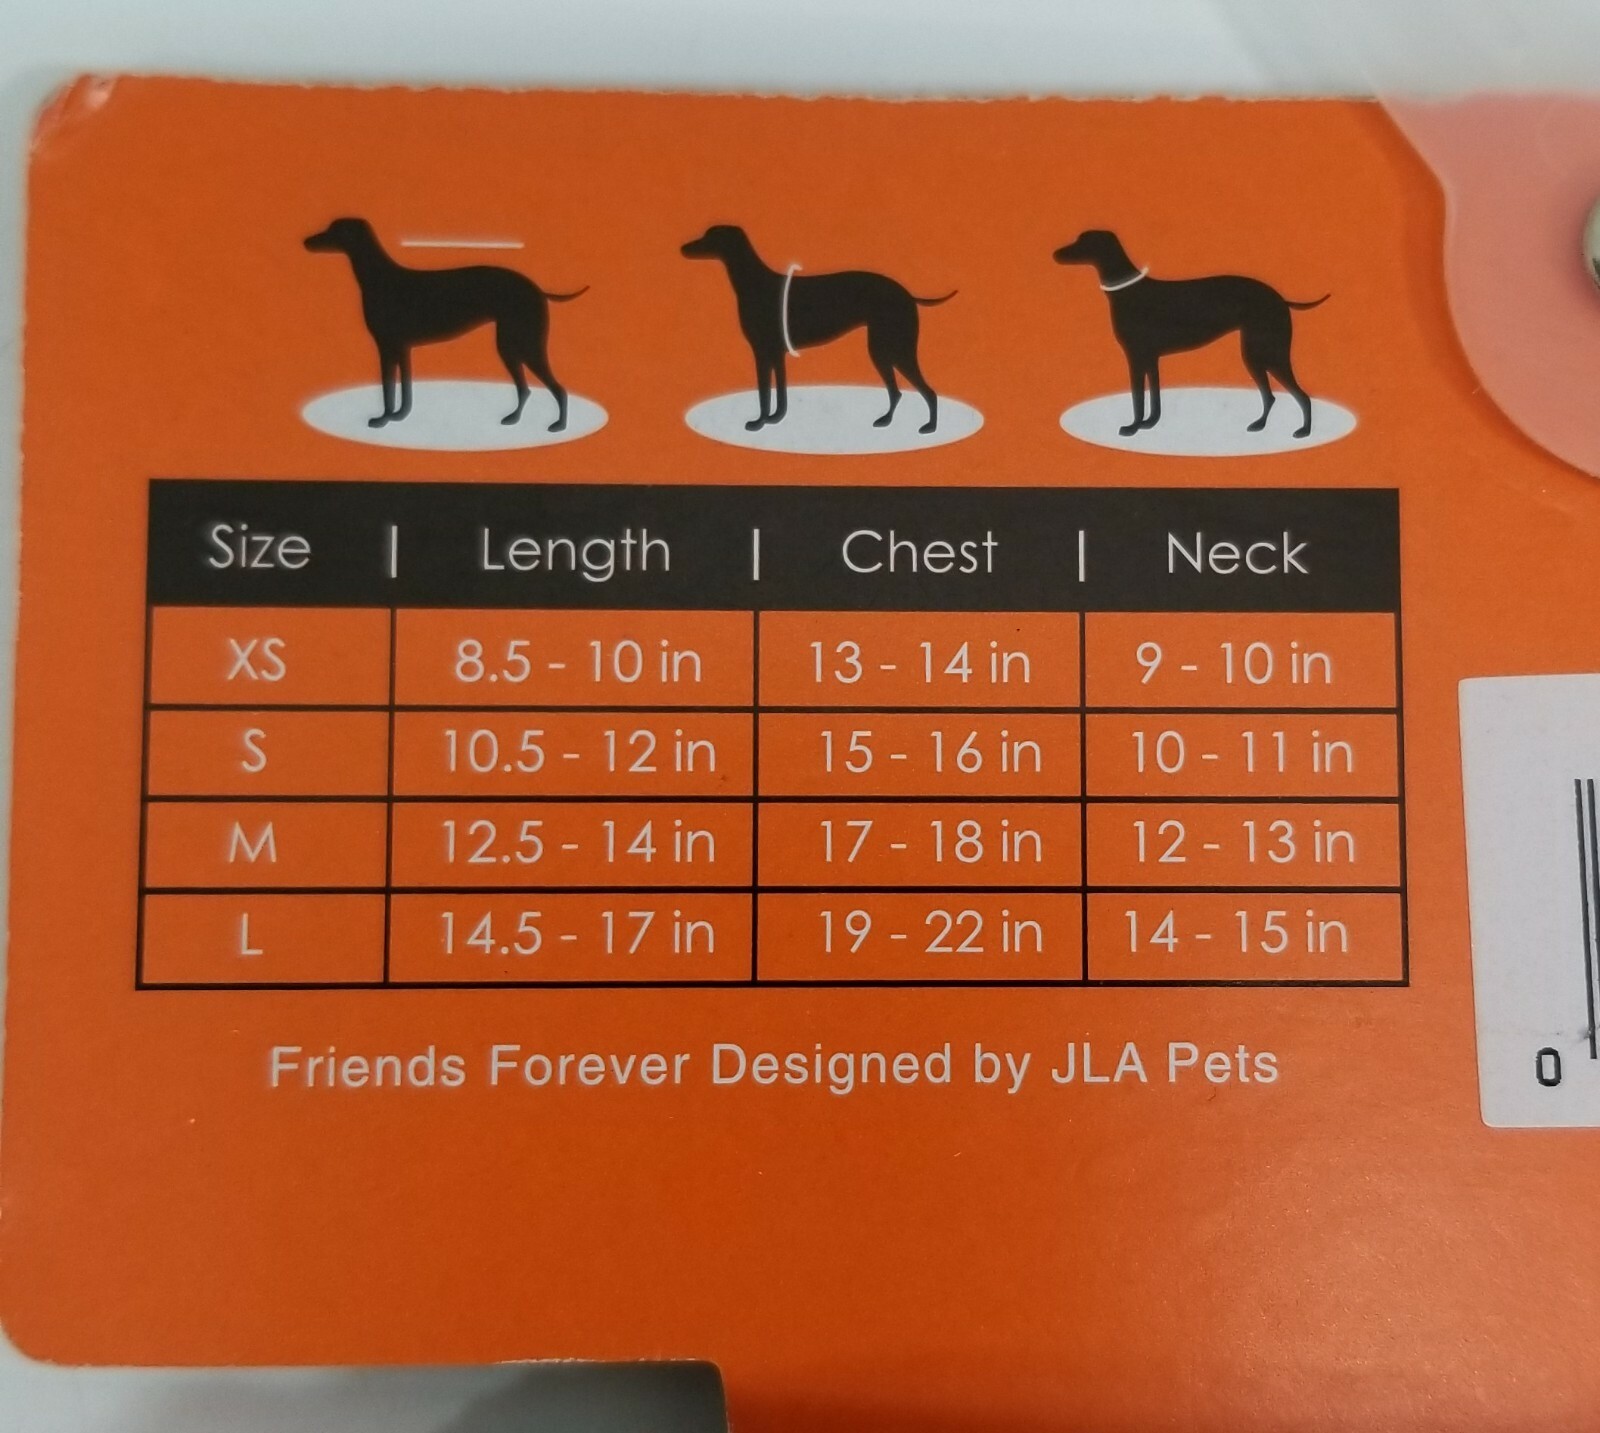 Size | Length | Chest | Neck
XS 8.5 - 10 in 13 - 14 in 9 - 10 in
S 10.5 - 12 in 15 - 16 in 10 - 11 in
M 12.5 - 14 in 17 - 18 in 12 - 13 in
L 14.5 - 17 in 19 - 22 in 14 - 15 in
Friends Forever Designed by JLA Pets
0